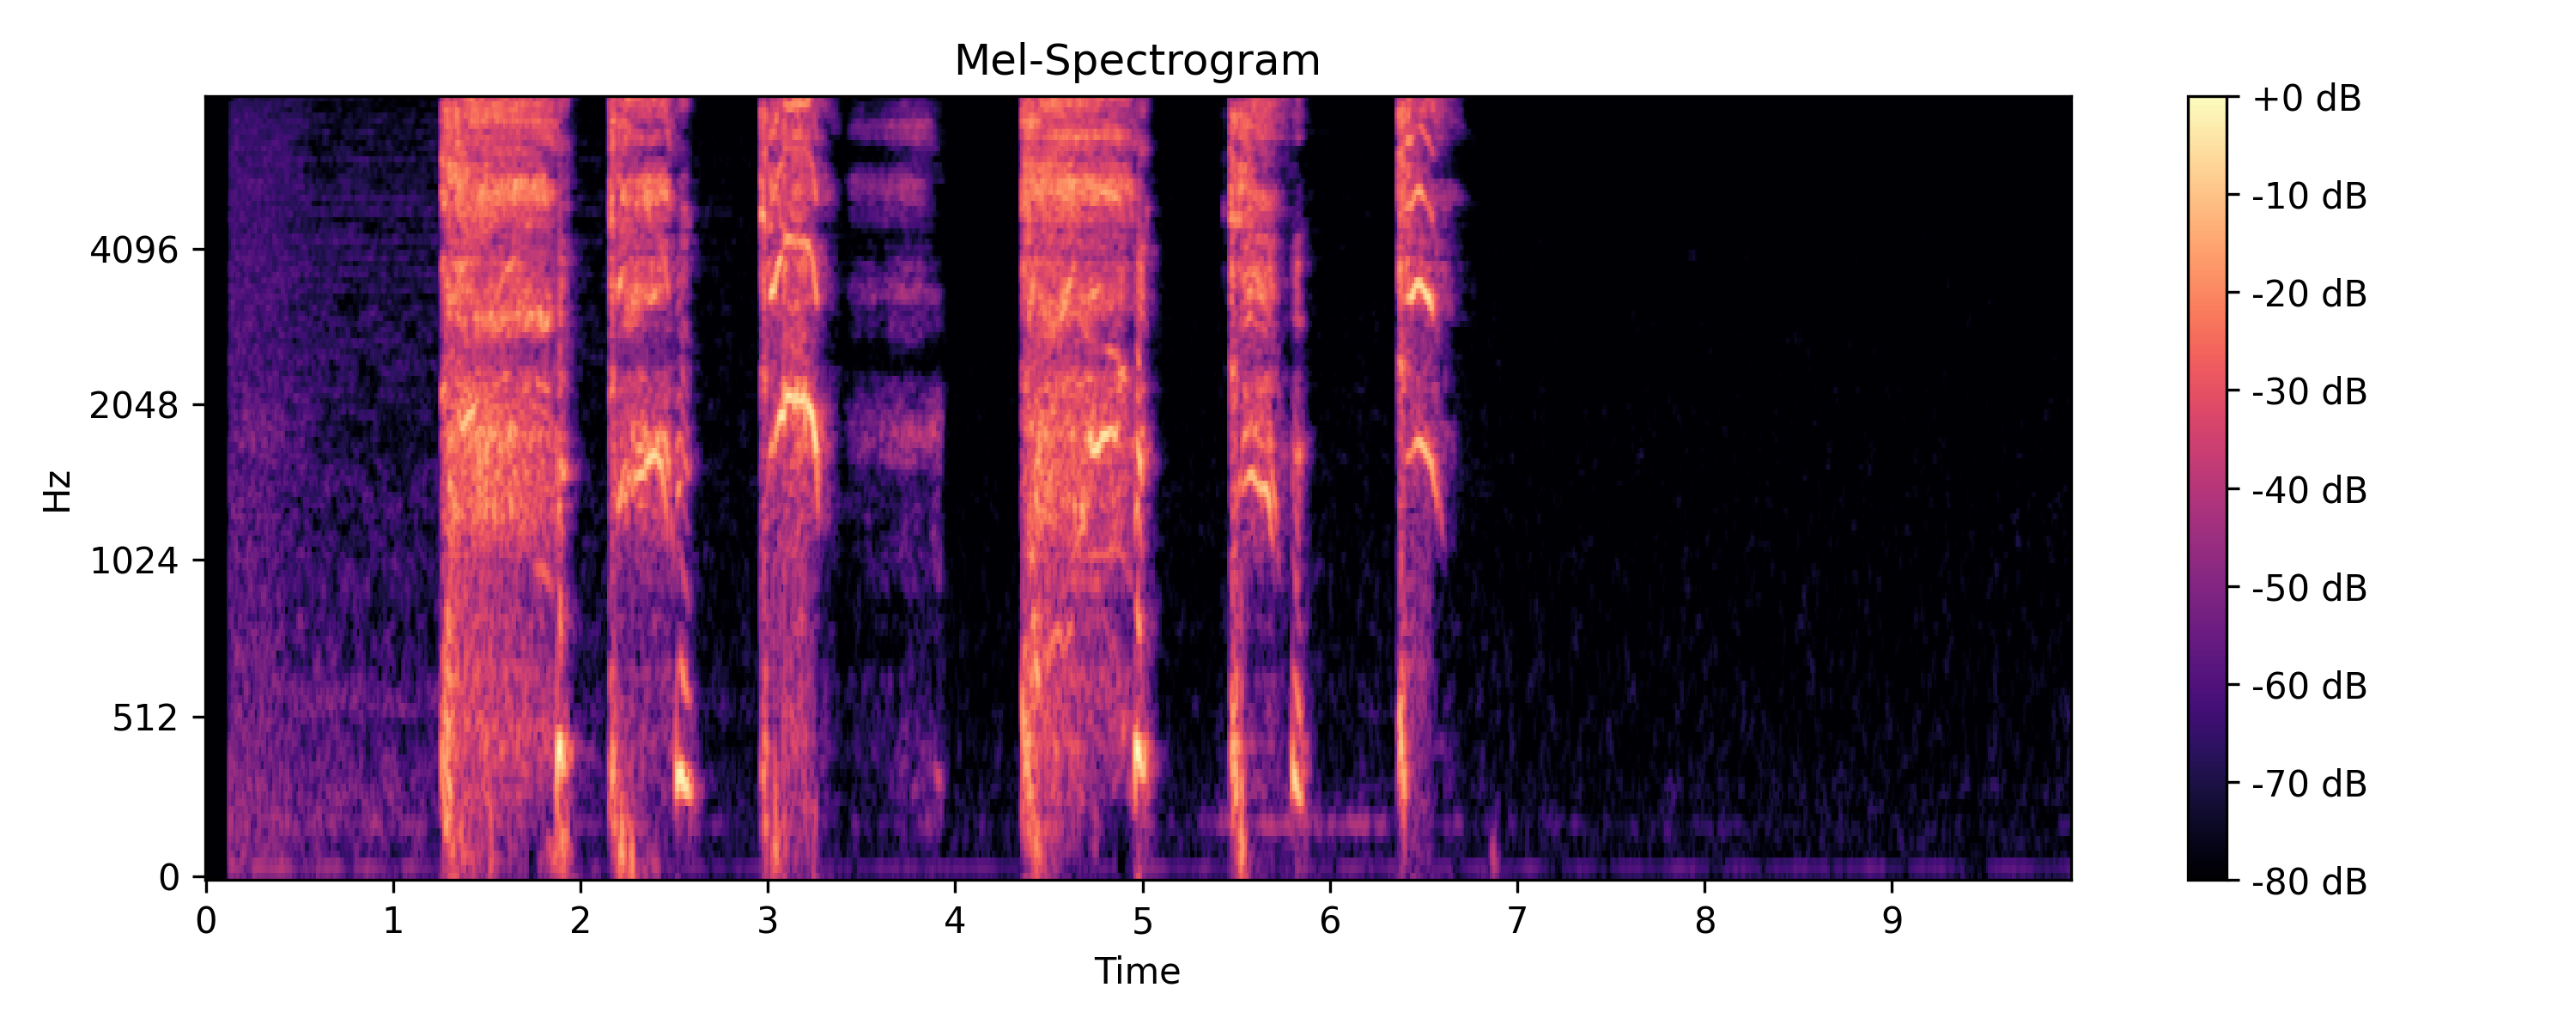 Mel-Spectrogram
+0 dB
-10 dB
-20 dB
-30 dB
-40 dB
-50 dB
-60 dB
-70 dB
-80 dB
Hz
4096
2048
1024
512
0
0 1 2 3 4 5 6 7 8 9
Time